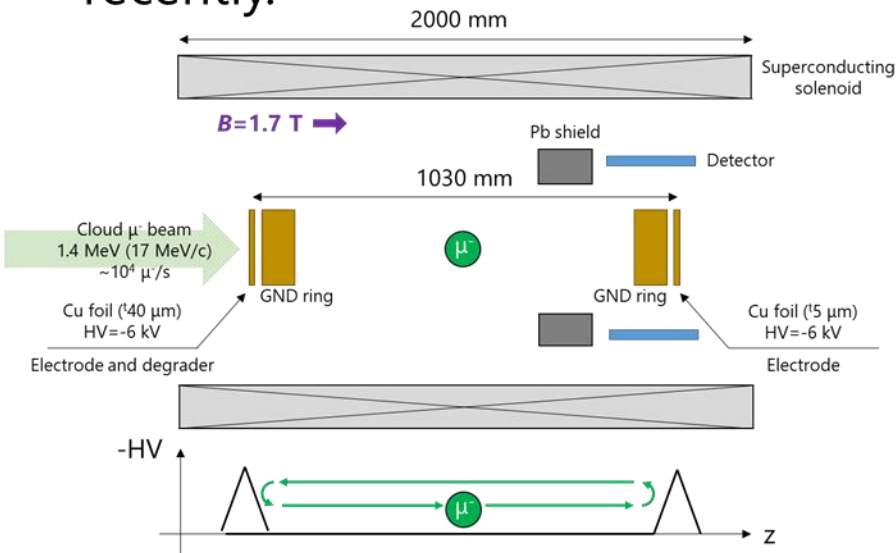 recently.
2000 mm
Superconducting
solenoid
B=1.7 T
Pb shield
Detector
1030 mm
Cloud μ⁻ beam
1.4 MeV (17 MeV/c)
~10⁴ μ⁻/s
μ⁻
GND ring
GND ring
Cu foil (ᵗ40 μm)
HV=-6 kV
Electrode and degrader
Cu foil (ᵗ5 μm)
HV=-6 kV
Electrode
-HV
μ⁻
z